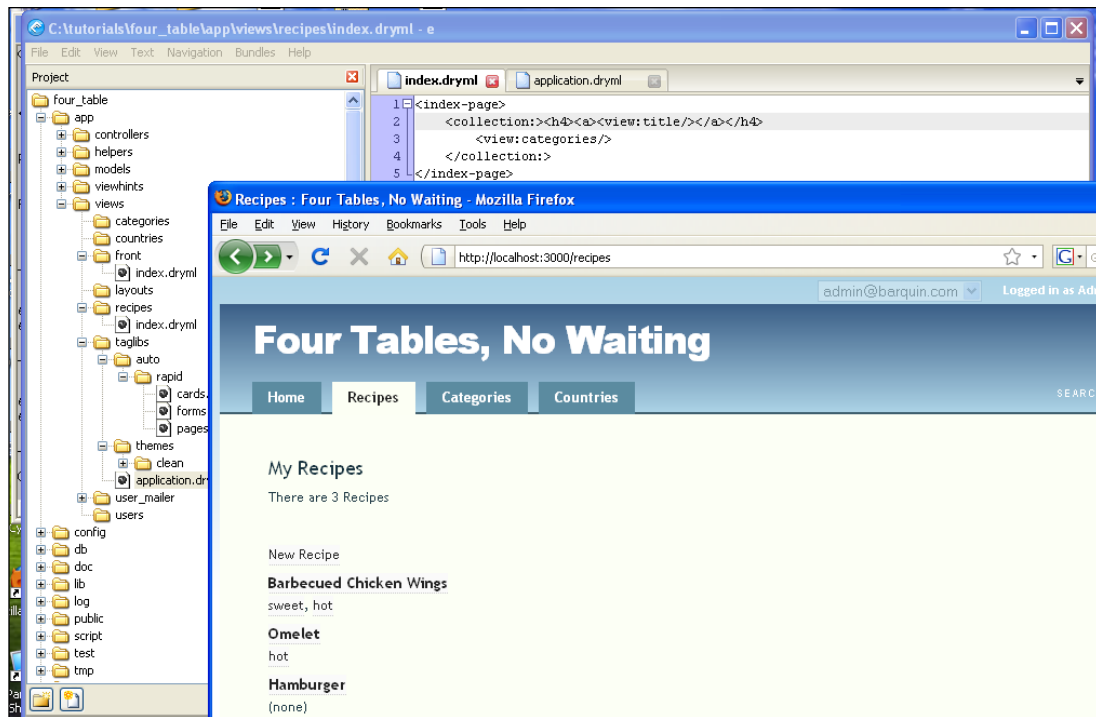 C:\tutorials\four_table\app\views\recipes\index.dryml - e
File Edit View Text Navigation Bundles Help
Project
four_table
app
controllers
helpers
models
viewhints
views
categories
countries
front
index.dryml
layouts
recipes
index.dryml
taglibs
auto
rapid
cards.
forms
pages
themes
clean
application.dr
user_mailer
users
config
db
doc
lib
log
public
script
test
tmp
index.dryml application.dryml
1 <index-page>
2 <collection:><h4><a><view:title/></a></h4>
3 <view:categories/>
4 </collection:>
5 </index-page>
Recipes : Four Tables, No Waiting - Mozilla Firefox
File Edit View History Bookmarks Tools Help
http://localhost:3000/recipes
G
admin@barquin.com Logged in as Ad
Four Tables, No Waiting
Home Recipes Categories Countries
SEARC
My Recipes
There are 3 Recipes
New Recipe
Barbecued Chicken Wings
sweet, hot
Omelet
hot
Hamburger
(none)